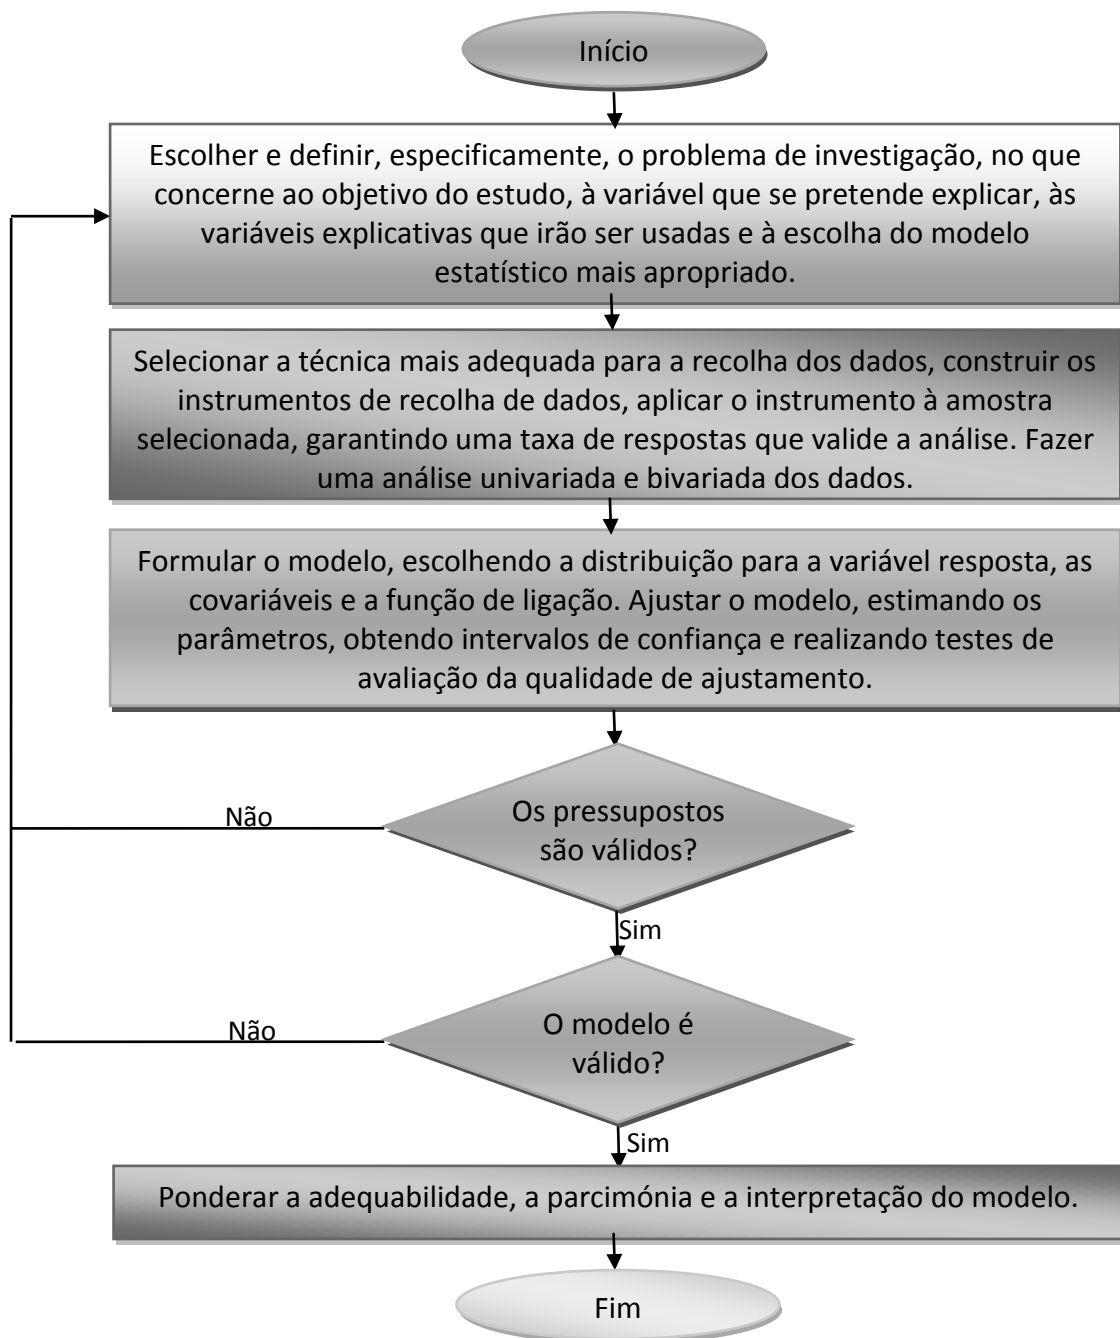 Início
Escolher e definir, especificamente, o problema de investigação, no que
concerne ao objetivo do estudo, à variável que se pretende explicar, às
variáveis explicativas que irão ser usadas e à escolha do modelo
estatístico mais apropriado.
Selecionar a técnica mais adequada para a recolha dos dados, construir os
instrumentos de recolha de dados, aplicar o instrumento à amostra
selecionada, garantindo uma taxa de respostas que valide a análise. Fazer
uma análise univariada e bivariada dos dados.
Formular o modelo, escolhendo a distribuição para a variável resposta, as
covariáveis e a função de ligação. Ajustar o modelo, estimando os
parâmetros, obtendo intervalos de confiança e realizando testes de
avaliação da qualidade de ajustamento.
Não
Os pressupostos
são válidos?
Sim
Não
O modelo é
válido?
Sim
Ponderar a adequabilidade, a parcimónia e a interpretação do modelo.
Fim